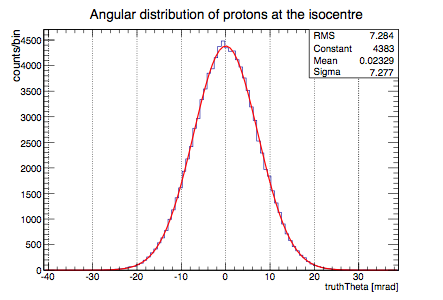 Angular distribution of protons at the isocentre
counts/bin
4500
4000
3500
3000
2500
2000
1500
1000
500
0
RMS 7.284
Constant 4383
Mean 0.02329
Sigma 7.277
-40 -30 -20 -10 0 10 20 30
truthTheta [mrad]